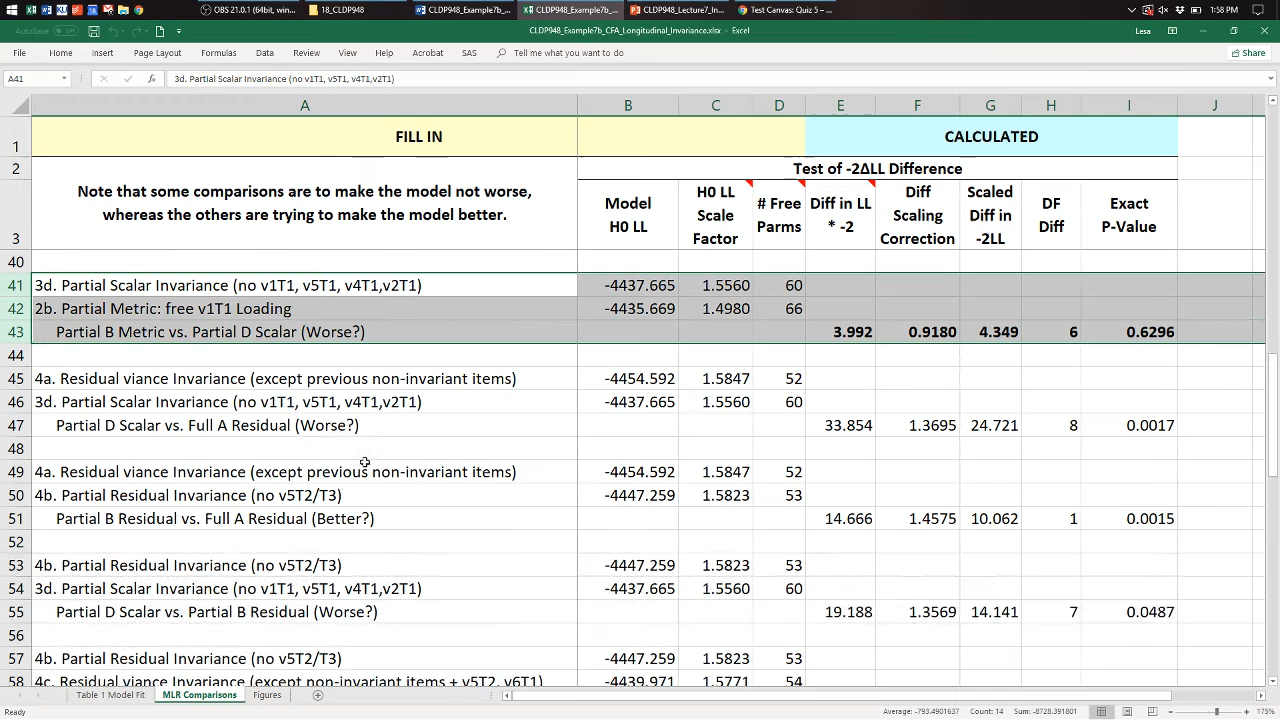 OBS 21.0.1 (64bit, win... 18_CLDP948 CLDP948_Example7b_... CLDP948_Example7b_... CLDP948_Lecture7_In... Test Canvas: Quiz 5 –... 1:58 PM
AutoSave Off CLDP948_Example7b_CFA_Longitudinal_Invariance.xlsx - Excel Lesa
File Home Insert Page Layout Formulas Data Review View Help Acrobat SAS Tell me what you want to do Share
A41 fx 3d. Partial Scalar Invariance (no v1T1, v5T1, v4T1,v2T1)
A B C D E F G H I J
1 FILL IN CALCULATED
2 Test of -2ΔLL Difference
3 Note that some comparisons are to make the model not worse, whereas the others are trying to make the model better. Model H0 LL H0 LL Scale Factor # Free Parms Diff in LL * -2 Diff Scaling Correction Scaled Diff in -2LL DF Diff Exact P-Value
40
41 3d. Partial Scalar Invariance (no v1T1, v5T1, v4T1,v2T1) -4437.665 1.5560 60
42 2b. Partial Metric: free v1T1 Loading -4435.669 1.4980 66
43 Partial B Metric vs. Partial D Scalar (Worse?) 3.992 0.9180 4.349 6 0.6296
44
45 4a. Residual viance Invariance (except previous non-invariant items) -4454.592 1.5847 52
46 3d. Partial Scalar Invariance (no v1T1, v5T1, v4T1,v2T1) -4437.665 1.5560 60
47 Partial D Scalar vs. Full A Residual (Worse?) 33.854 1.3695 24.721 8 0.0017
48
49 4a. Residual viance Invariance (except previous non-invariant items) -4454.592 1.5847 52
50 4b. Partial Residual Invariance (no v5T2/T3) -4447.259 1.5823 53
51 Partial B Residual vs. Full A Residual (Better?) 14.666 1.4575 10.062 1 0.0015
52
53 4b. Partial Residual Invariance (no v5T2/T3) -4447.259 1.5823 53
54 3d. Partial Scalar Invariance (no v1T1, v5T1, v4T1,v2T1) -4437.665 1.5560 60
55 Partial D Scalar vs. Partial B Residual (Worse?) 19.188 1.3569 14.141 7 0.0487
56
57 4b. Partial Residual Invariance (no v5T2/T3) -4447.259 1.5823 53
58 4c. Residual viance Invariance (except non-invariant items + v5T2, v6T1) -4439.971 1.5771 54
Table 1 Model Fit MLR Comparisons Figures
Ready Average: -793.4901637 Count: 14 Sum: -8728.391801 175%